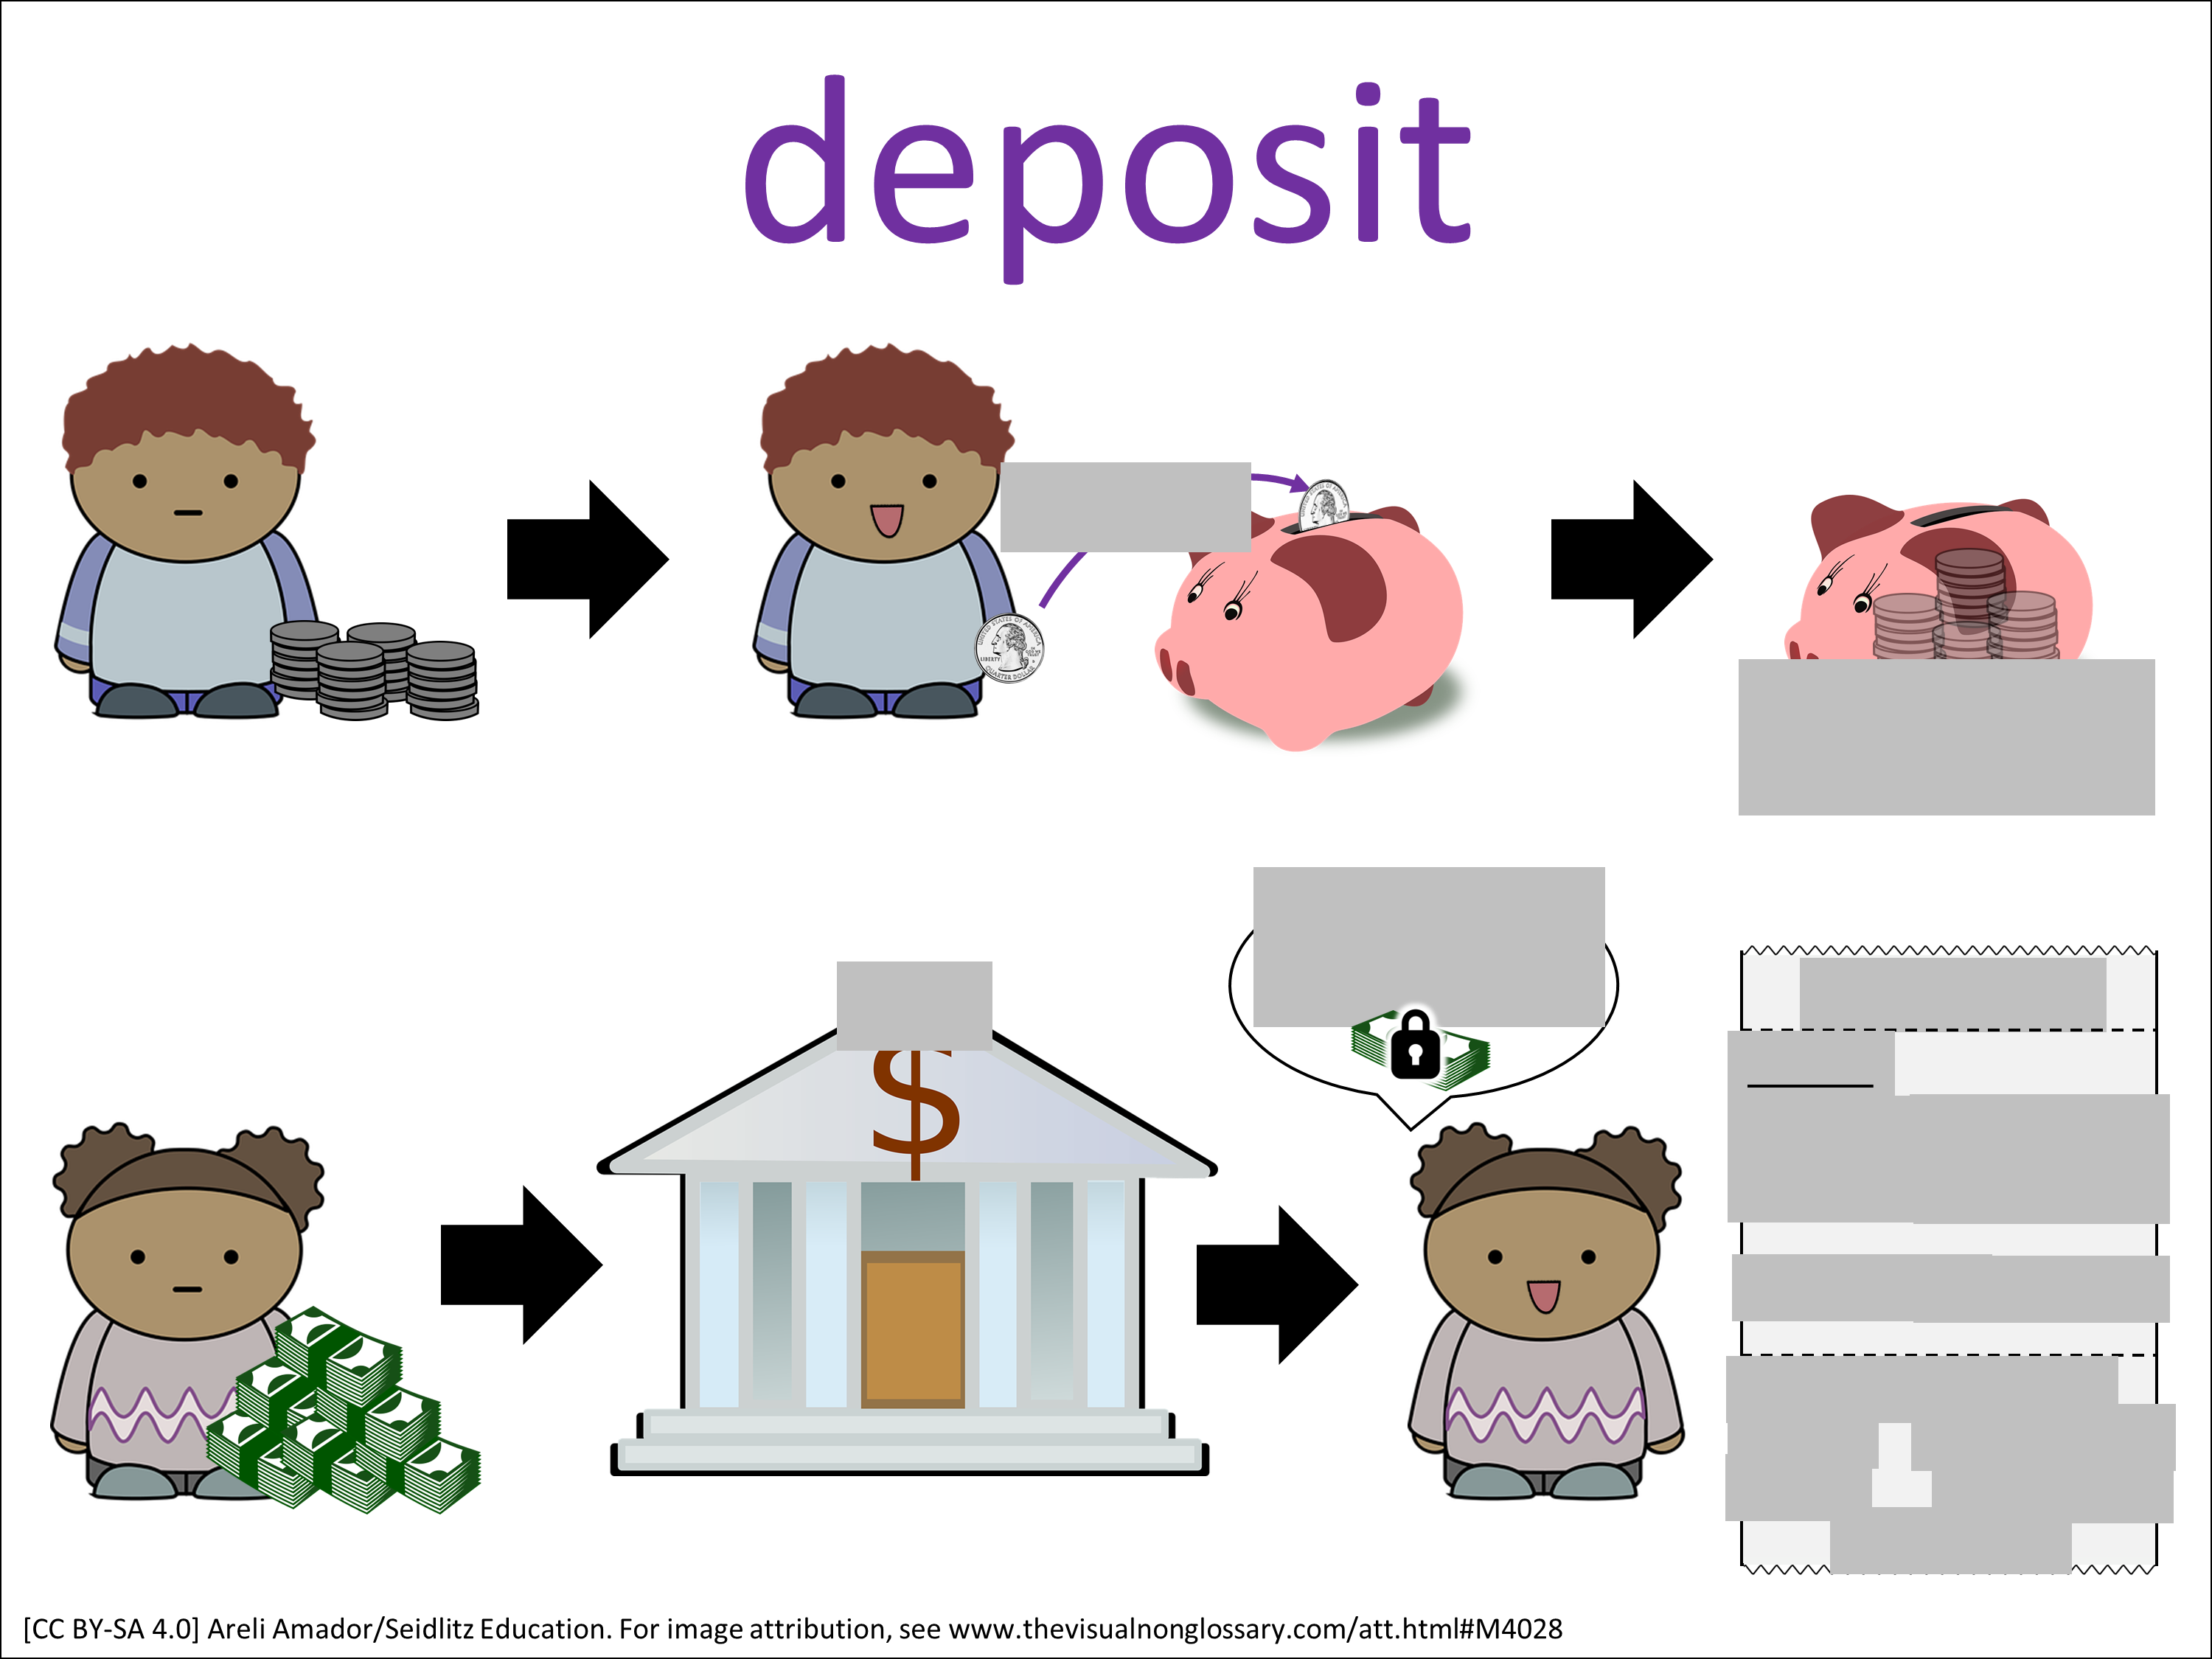 deposit
$
[CC BY-SA 4.0] Areli Amador/Seidlitz Education. For image attribution, see www.thevisualnonglossary.com/att.html#M4028